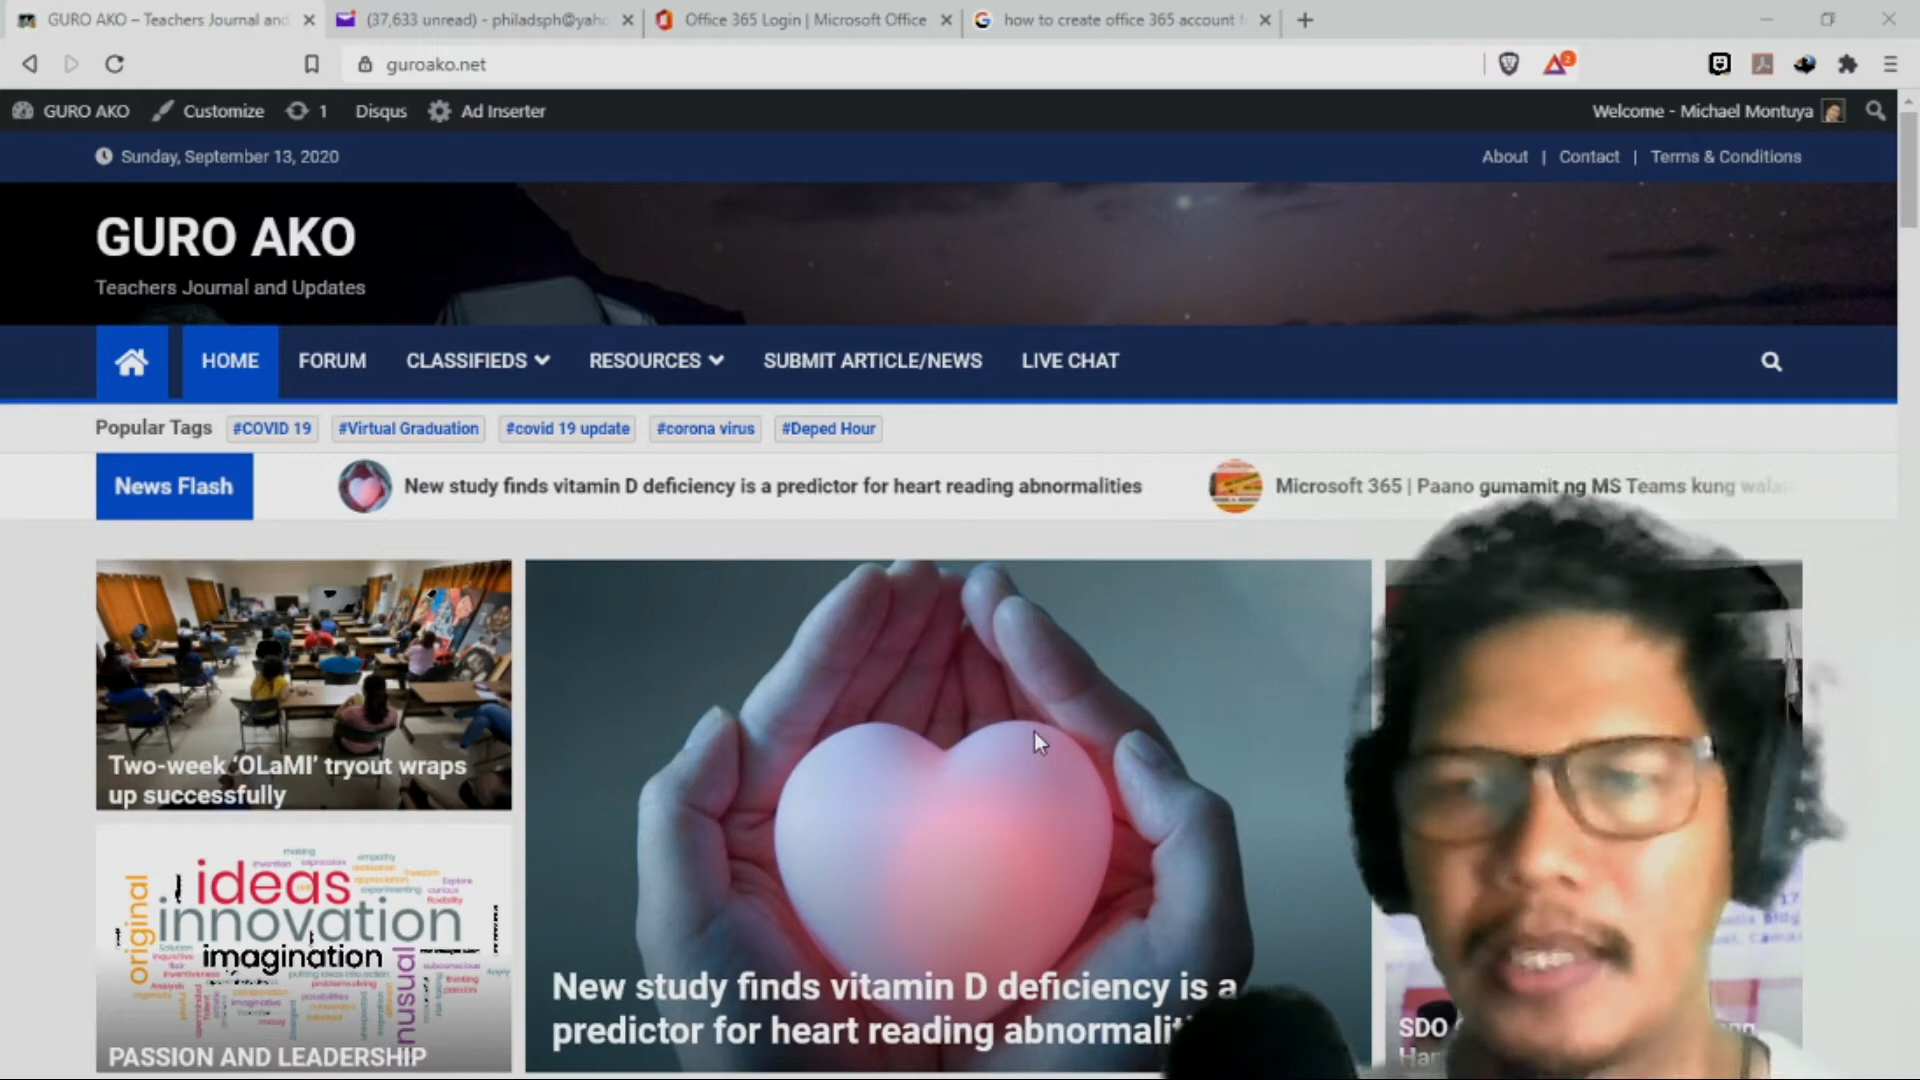 GURO AKO – Teachers Journal and
(37,633 unread) - philadsph@yaho
Office 365 Login | Microsoft Office
how to create office 365 account f
guroako.net
2
GURO AKO
Customize
1
Disqus
Ad Inserter
Welcome - Michael Montuya
Sunday, September 13, 2020
About | Contact | Terms & Conditions
GURO AKO
Teachers Journal and Updates
HOME
FORUM
CLASSIFIEDS
RESOURCES
SUBMIT ARTICLE/NEWS
LIVE CHAT
Popular Tags
#COVID 19
#Virtual Graduation
#covid 19 update
#corona virus
#Deped Hour
News Flash
New study finds vitamin D deficiency is a predictor for heart reading abnormalities
Microsoft 365 | Paano gumamit ng MS Teams kung wala
Two-week ‘OLaMI’ tryout wraps
up successfully
ideas
innovation
imagination
original
unusual
PASSION AND LEADERSHIP
New study finds vitamin D deficiency is a
predictor for heart reading abnormaliti
SDO
Har